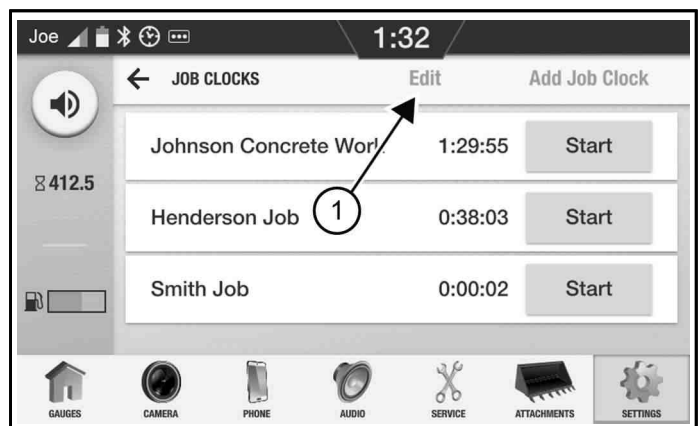 Joe 1:32
JOB CLOCKS Edit Add Job Clock
Johnson Concrete Work 1:29:55 Start
412.5
Henderson Job 1 0:38:03 Start
Smith Job 0:00:02 Start
GAUGES CAMERA PHONE AUDIO SERVICE ATTACHMENTS SETTINGS